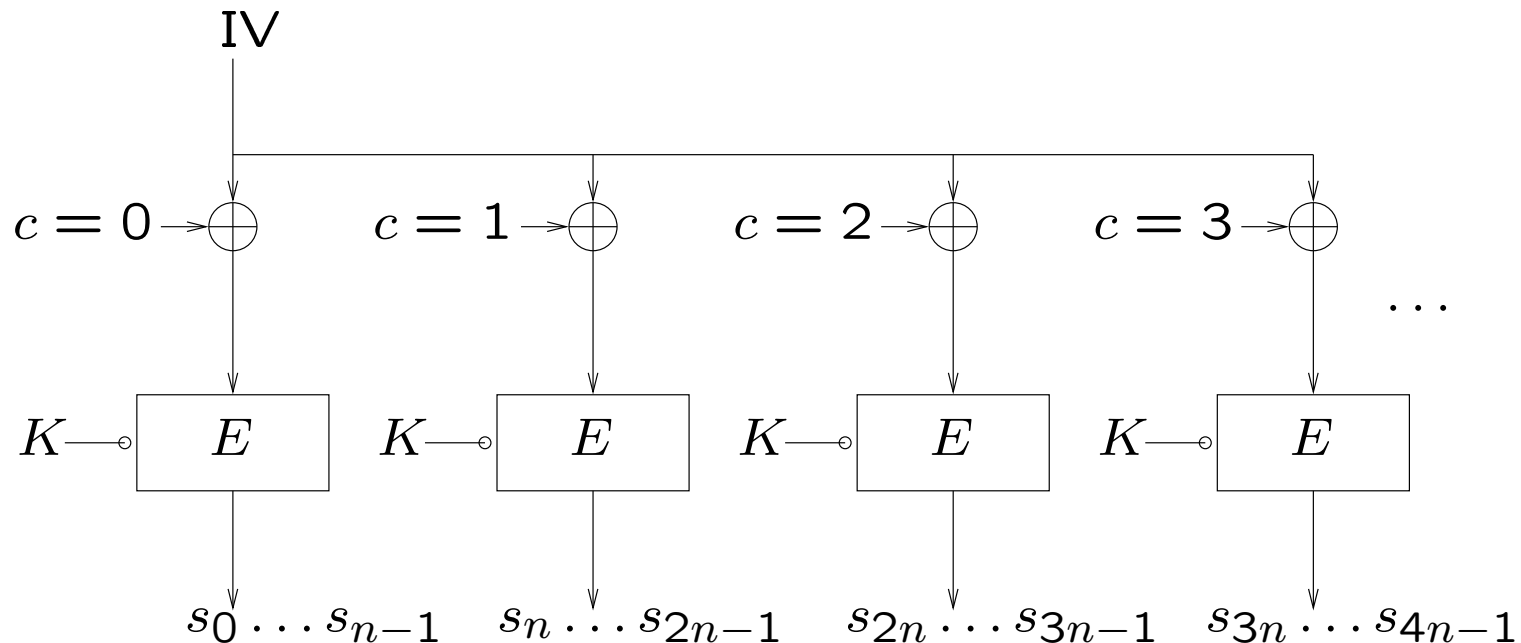 IV
c = 0 c = 1 c = 2 c = 3
...
K E K E K E K E
s₀ ... sₙ₋₁ sₙ ... s₂ₙ₋₁ s₂ₙ ... s₃ₙ₋₁ s₃ₙ ... s₄ₙ₋₁